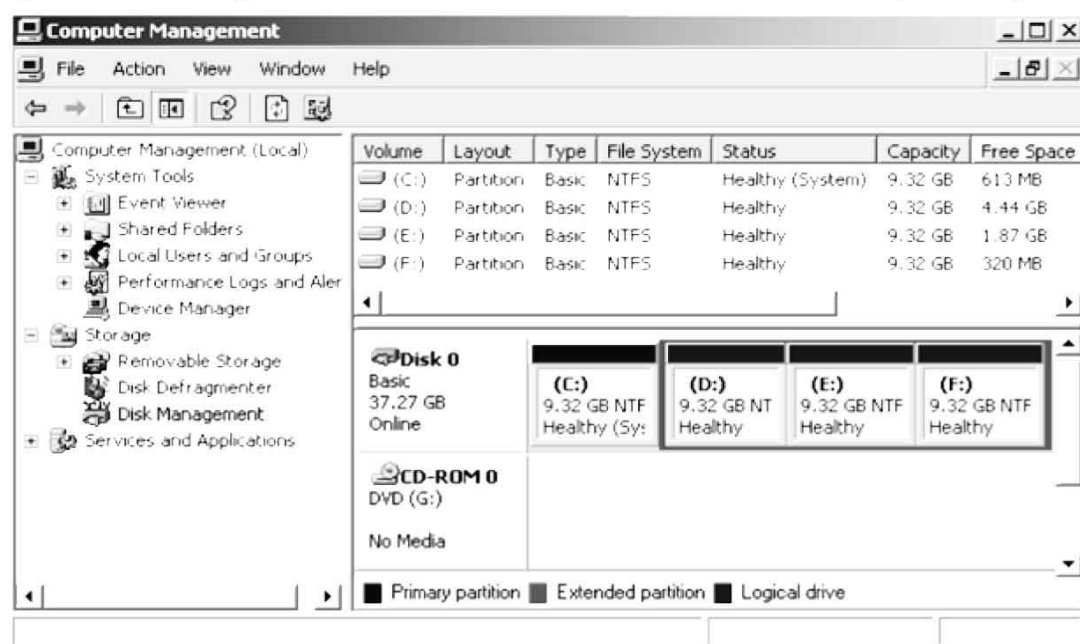 Computer Management
File Action View Window Help
Computer Management (Local)
System Tools
Event Viewer
Shared Folders
Local Users and Groups
Performance Logs and Aler
Device Manager
Storage
Removable Storage
Disk Defragmenter
Disk Management
Services and Applications
Volume Layout Type File System Status Capacity Free Space
(C:) Partition Basic NTFS Healthy (System) 9.32 GB 613 MB
(D:) Partition Basic NTFS Healthy 9.32 GB 4.44 GB
(E:) Partition Basic NTFS Healthy 9.32 GB 1.87 GB
(F:) Partition Basic NTFS Healthy 9.32 GB 320 MB
Disk 0
Basic
37.27 GB
Online
(C:)
9.32 GB NTF
Healthy (Sys
(D:)
9.32 GB NT
Healthy
(E:)
9.32 GB NTF
Healthy
(F:)
9.32 GB NTF
Healthy
CD-ROM 0
DVD (G:)
No Media
Primary partition Extended partition Logical drive